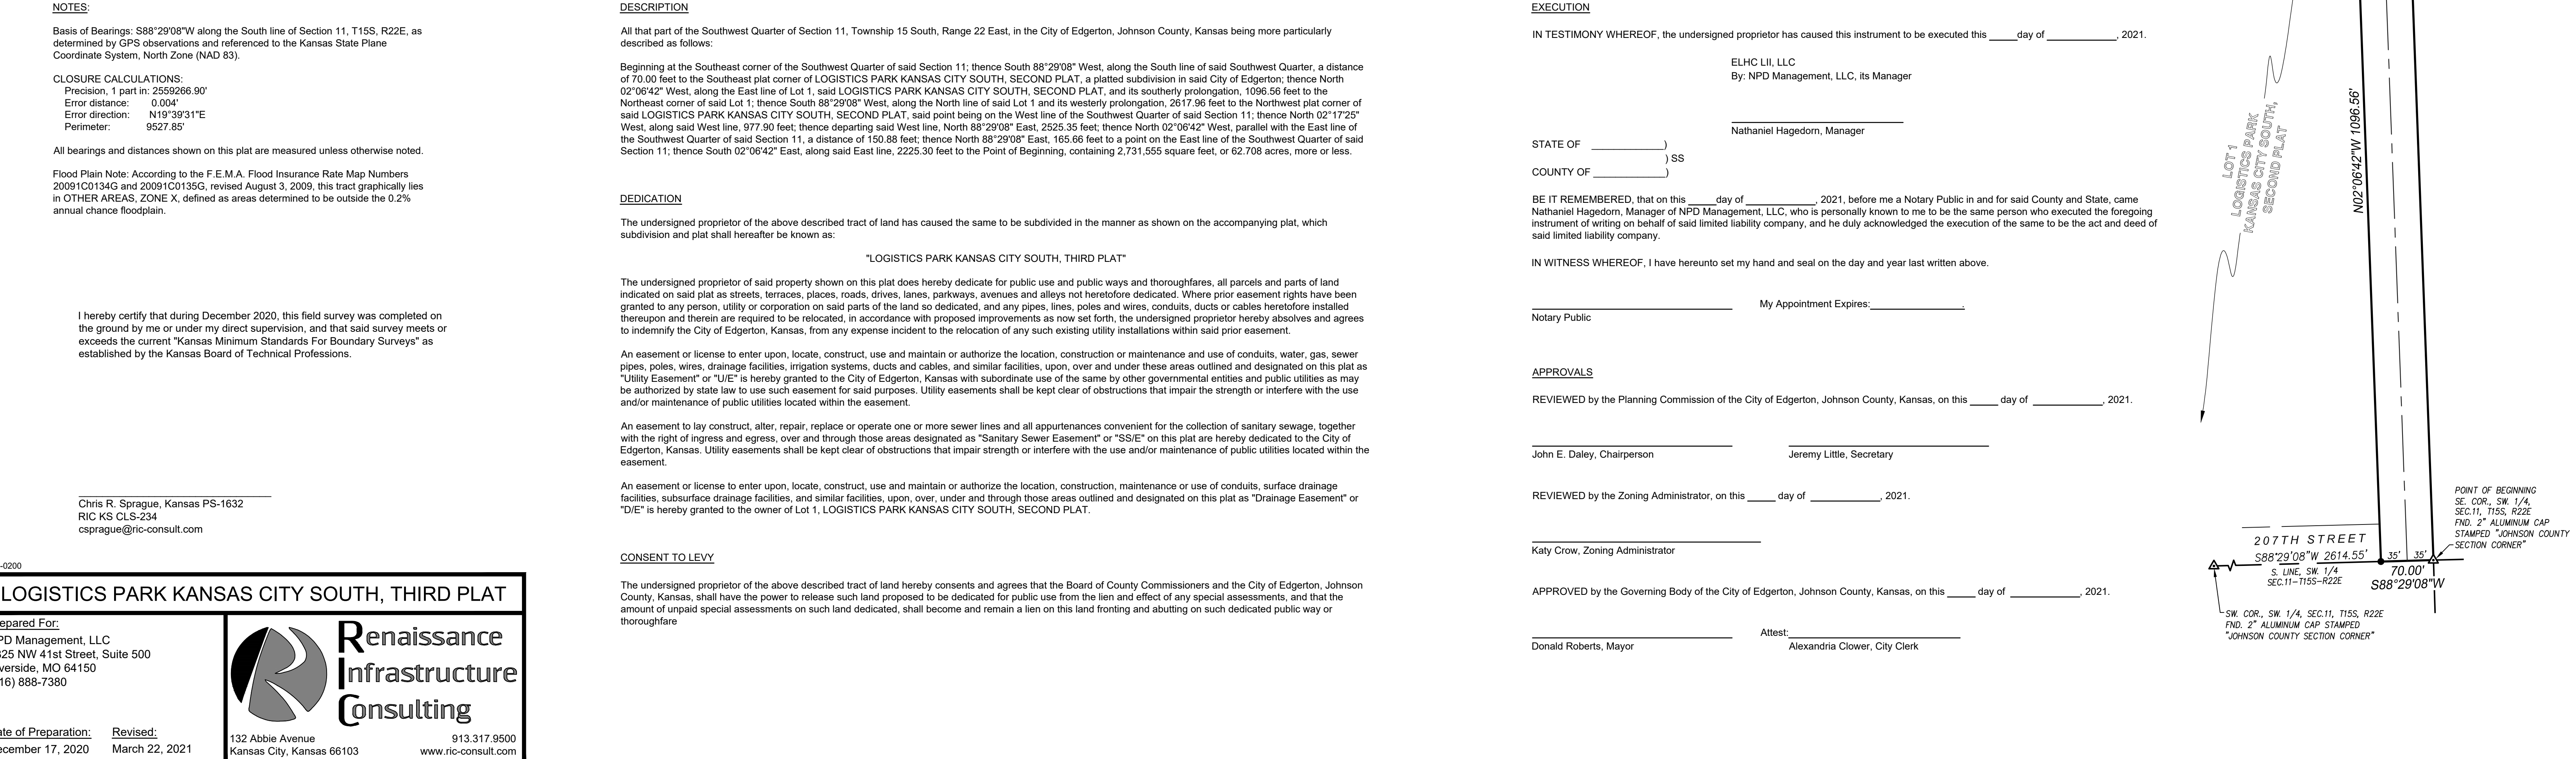 NOTES:
Basis of Bearings: S88°29'08"W along the South line of Section 11, T15S, R22E, as
determined by GPS observations and referenced to the Kansas State Plane
Coordinate System, North Zone (NAD 83).
CLOSURE CALCULATIONS:
Precision, 1 part in: 2559266.90'
Error distance: 0.004'
Error direction: N19°39'31"E
Perimeter: 9527.85'
All bearings and distances shown on this plat are measured unless otherwise noted.
Flood Plain Note: According to the F.E.M.A. Flood Insurance Rate Map Numbers
20091C0134G and 20091C0135G, revised August 3, 2009, this tract graphically lies
in OTHER AREAS, ZONE X, defined as areas determined to be outside the 0.2%
annual chance floodplain.
I hereby certify that during December 2020, this field survey was completed on
the ground by me or under my direct supervision, and that said survey meets or
exceeds the current "Kansas Minimum Standards For Boundary Surveys" as
established by the Kansas Board of Technical Professions.
Chris R. Sprague, Kansas PS-1632
RIC KS CLS-234
csprague@ric-consult.com
-0200
LOGISTICS PARK KANSAS CITY SOUTH, THIRD PLAT
epared For:
PD Management, LLC
825 NW 41st Street, Suite 500
verside, MO 64150
16) 888-7380
ate of Preparation: Revised:
ecember 17, 2020 March 22, 2021
Renaissance
Infrastructure
Consulting
132 Abbie Avenue 913.317.9500
Kansas City, Kansas 66103 www.ric-consult.com
DESCRIPTION
All that part of the Southwest Quarter of Section 11, Township 15 South, Range 22 East, in the City of Edgerton, Johnson County, Kansas being more particularly
described as follows:
Beginning at the Southeast corner of the Southwest Quarter of said Section 11; thence South 88°29'08" West, along the South line of said Southwest Quarter, a distance
of 70.00 feet to the Southeast plat corner of LOGISTICS PARK KANSAS CITY SOUTH, SECOND PLAT, a platted subdivision in said City of Edgerton; thence North
02°06'42" West, along the East line of Lot 1, said LOGISTICS PARK KANSAS CITY SOUTH, SECOND PLAT, and its southerly prolongation, 1096.56 feet to the
Northeast corner of said Lot 1; thence South 88°29'08" West, along the North line of said Lot 1 and its westerly prolongation, 2617.96 feet to the Northwest plat corner of
said LOGISTICS PARK KANSAS CITY SOUTH, SECOND PLAT, said point being on the West line of the Southwest Quarter of said Section 11; thence North 02°17'25"
West, along said West line, 977.90 feet; thence departing said West line, North 88°29'08" East, 2525.35 feet; thence North 02°06'42" West, parallel with the East line of
the Southwest Quarter of said Section 11, a distance of 150.88 feet; thence North 88°29'08" East, 165.66 feet to a point on the East line of the Southwest Quarter of said
Section 11; thence South 02°06'42" East, along said East line, 2225.30 feet to the Point of Beginning, containing 2,731,555 square feet, or 62.708 acres, more or less.
DEDICATION
The undersigned proprietor of the above described tract of land has caused the same to be subdivided in the manner as shown on the accompanying plat, which
subdivision and plat shall hereafter be known as:
"LOGISTICS PARK KANSAS CITY SOUTH, THIRD PLAT"
The undersigned proprietor of said property shown on this plat does hereby dedicate for public use and public ways and thoroughfares, all parcels and parts of land
indicated on said plat as streets, terraces, places, roads, drives, lanes, parkways, avenues and alleys not heretofore dedicated. Where prior easement rights have been
granted to any person, utility or corporation on said parts of the land so dedicated, and any pipes, lines, poles and wires, conduits, ducts or cables heretofore installed
thereupon and therein are required to be relocated, in accordance with proposed improvements as now set forth, the undersigned proprietor hereby absolves and agrees
to indemnify the City of Edgerton, Kansas, from any expense incident to the relocation of any such existing utility installations within said prior easement.
An easement or license to enter upon, locate, construct, use and maintain or authorize the location, construction or maintenance and use of conduits, water, gas, sewer
pipes, poles, wires, drainage facilities, irrigation systems, ducts and cables, and similar facilities, upon, over and under these areas outlined and designated on this plat as
"Utility Easement" or "U/E" is hereby granted to the City of Edgerton, Kansas with subordinate use of the same by other governmental entities and public utilities as may
be authorized by state law to use such easement for said purposes. Utility easements shall be kept clear of obstructions that impair the strength or interfere with the use
and/or maintenance of public utilities located within the easement.
An easement to lay construct, alter, repair, replace or operate one or more sewer lines and all appurtenances convenient for the collection of sanitary sewage, together
with the right of ingress and egress, over and through those areas designated as "Sanitary Sewer Easement" or "SS/E" on this plat are hereby dedicated to the City of
Edgerton, Kansas. Utility easements shall be kept clear of obstructions that impair strength or interfere with the use and/or maintenance of public utilities located within the
easement.
An easement or license to enter upon, locate, construct, use and maintain or authorize the location, construction, maintenance or use of conduits, surface drainage
facilities, subsurface drainage facilities, and similar facilities, upon, over, under and through those areas outlined and designated on this plat as "Drainage Easement" or
"D/E" is hereby granted to the owner of Lot 1, LOGISTICS PARK KANSAS CITY SOUTH, SECOND PLAT.
CONSENT TO LEVY
The undersigned proprietor of the above described tract of land hereby consents and agrees that the Board of County Commissioners and the City of Edgerton, Johnson
County, Kansas, shall have the power to release such land proposed to be dedicated for public use from the lien and effect of any special assessments, and that the
amount of unpaid special assessments on such land dedicated, shall become and remain a lien on this land fronting and abutting on such dedicated public way or
thoroughfare
EXECUTION
IN TESTIMONY WHEREOF, the undersigned proprietor has caused this instrument to be executed this _____day of _____________, 2021.
ELHC LII, LLC
By: NPD Management, LLC, its Manager
Nathaniel Hagedorn, Manager
STATE OF _____________)
) SS
COUNTY OF _____________)
BE IT REMEMBERED, that on this _____day of _____________, 2021, before me a Notary Public in and for said County and State, came
Nathaniel Hagedorn, Manager of NPD Management, LLC, who is personally known to me to be the same person who executed the foregoing
instrument of writing on behalf of said limited liability company, and he duly acknowledged the execution of the same to be the act and deed of
said limited liability company.
IN WITNESS WHEREOF, I have hereunto set my hand and seal on the day and year last written above.
My Appointment Expires:_________________.
Notary Public
APPROVALS
REVIEWED by the Planning Commission of the City of Edgerton, Johnson County, Kansas, on this _____ day of _____________, 2021.
John E. Daley, Chairperson Jeremy Little, Secretary
REVIEWED by the Zoning Administrator, on this _____ day of _____________, 2021.
Katy Crow, Zoning Administrator
APPROVED by the Governing Body of the City of Edgerton, Johnson County, Kansas, on this _____ day of _____________, 2021.
Attest:
Donald Roberts, Mayor Alexandria Clower, City Clerk
LOT 1
LOGISTICS PARK
KANSAS CITY SOUTH,
SECOND PLAT
N02°06'42"W 1096.56'
POINT OF BEGINNING
SE. COR., SW. 1/4,
SEC.11, T15S, R22E
FND. 2" ALUMINUM CAP
STAMPED "JOHNSON COUNTY
SECTION CORNER"
207TH STREET
S88°29'08"W 2614.55'
35' 35'
S. LINE, SW. 1/4
SEC.11-T15S-R22E
70.00'
S88°29'08"W
SW. COR., SW. 1/4, SEC.11, T15S, R22E
FND. 2" ALUMINUM CAP STAMPED
"JOHNSON COUNTY SECTION CORNER"